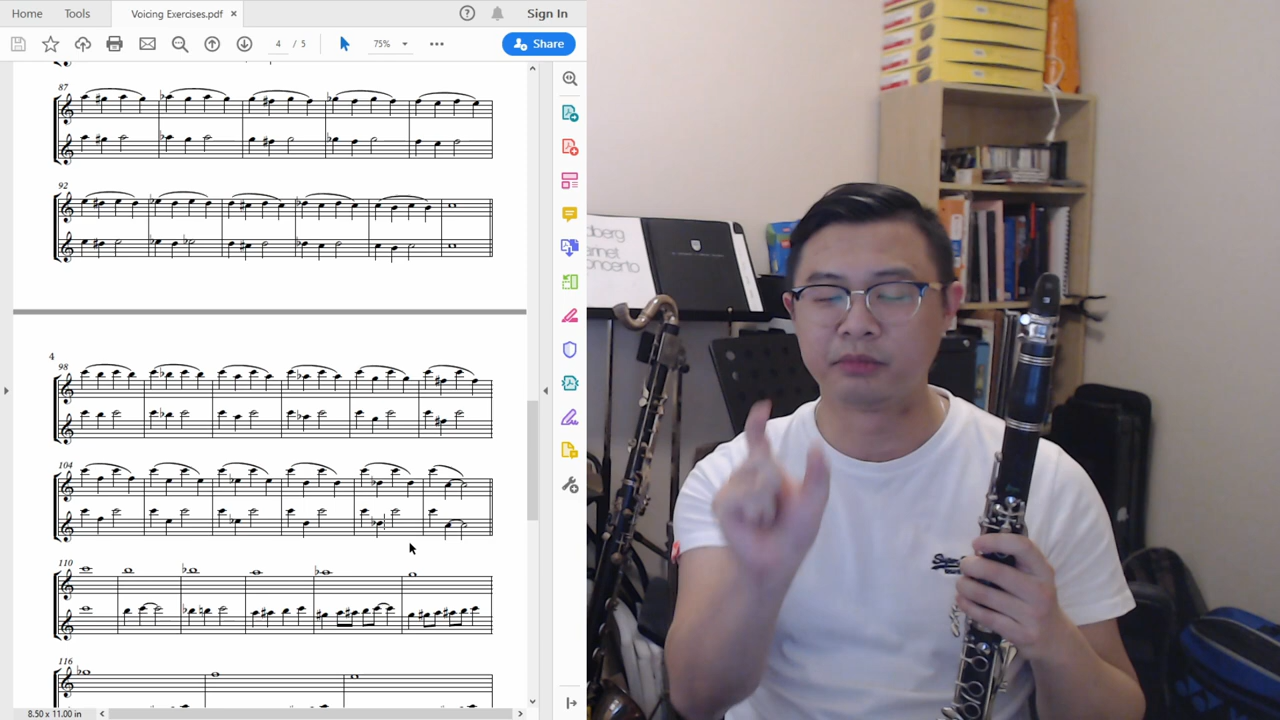 Home Tools Voicing Exercises.pdf × ? Sign In
4 / 5 75% Share
87
92
4
98
104
110
116
8.50 x 11.00 in
concerto